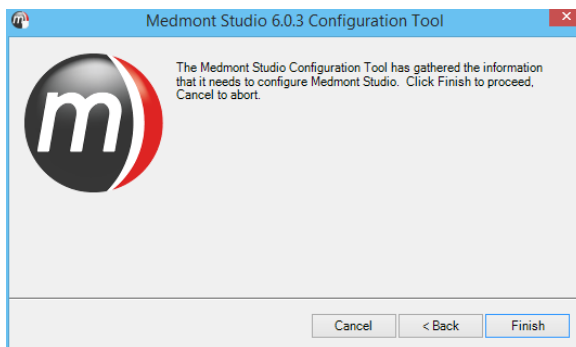 Medmont Studio 6.0.3 Configuration Tool
m
The Medmont Studio Configuration Tool has gathered the information
that it needs to configure Medmont Studio. Click Finish to proceed,
Cancel to abort.
Cancel
< Back
Finish